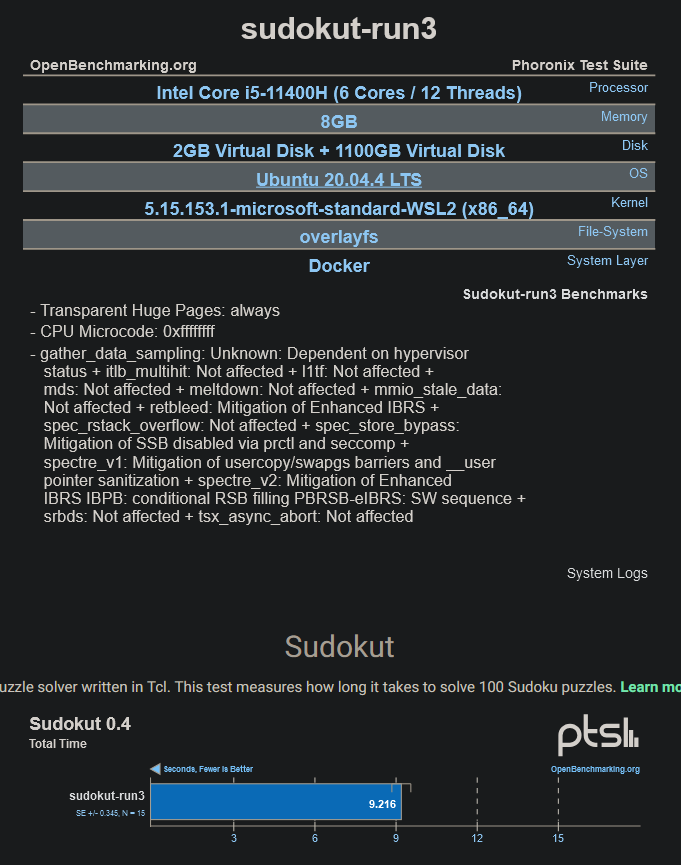 sudokut-run3
OpenBenchmarking.org Phoronix Test Suite
Intel Core i5-11400H (6 Cores / 12 Threads) Processor
8GB Memory
2GB Virtual Disk + 1100GB Virtual Disk Disk
Ubuntu 20.04.4 LTS OS
5.15.153.1-microsoft-standard-WSL2 (x86_64) Kernel
overlayfs File-System
Docker System Layer
Sudokut-run3 Benchmarks
- Transparent Huge Pages: always
- CPU Microcode: 0xffffffff
- gather_data_sampling: Unknown: Dependent on hypervisor
status + itlb_multihit: Not affected + l1tf: Not affected +
mds: Not affected + meltdown: Not affected + mmio_stale_data:
Not affected + retbleed: Mitigation of Enhanced IBRS +
spec_rstack_overflow: Not affected + spec_store_bypass:
Mitigation of SSB disabled via prctl and seccomp +
spectre_v1: Mitigation of usercopy/swapgs barriers and __user
pointer sanitization + spectre_v2: Mitigation of Enhanced
IBRS IBPB: conditional RSB filling PBRSB-eIBRS: SW sequence +
srbds: Not affected + tsx_async_abort: Not affected
System Logs
Sudokut
uzzle solver written in Tcl. This test measures how long it takes to solve 100 Sudoku puzzles. Learn mo
Sudokut 0.4
Total Time
ptsl
Seconds, Fewer Is Better OpenBenchmarking.org
sudokut-run3
SE +/- 0.345, N = 15
9.216
3 6 9 12 15